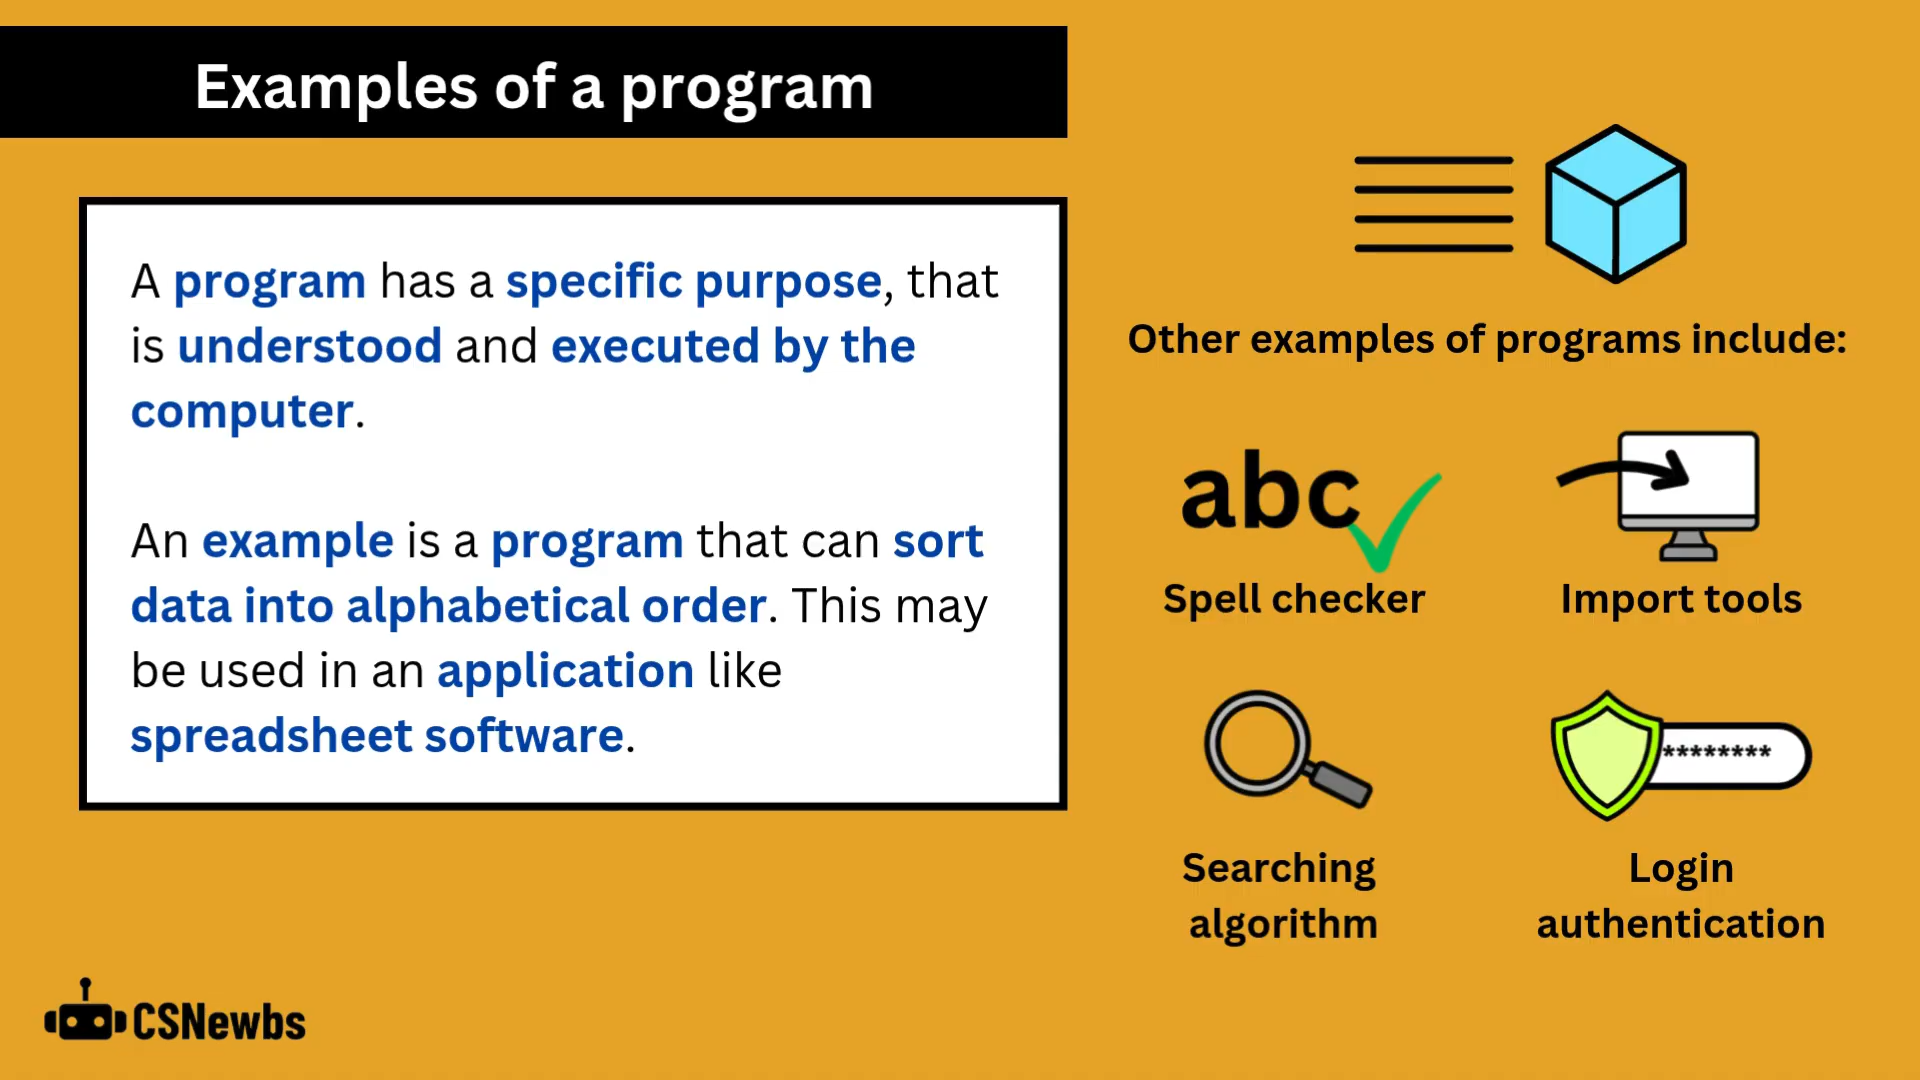 Examples of a program
A program has a specific purpose, that
is understood and executed by the
computer.
An example is a program that can sort
data into alphabetical order. This may
be used in an application like
spreadsheet software.
Other examples of programs include:
abc
Spell checker
Import tools
********
Searching
algorithm
Login
authentication
CSNewbs